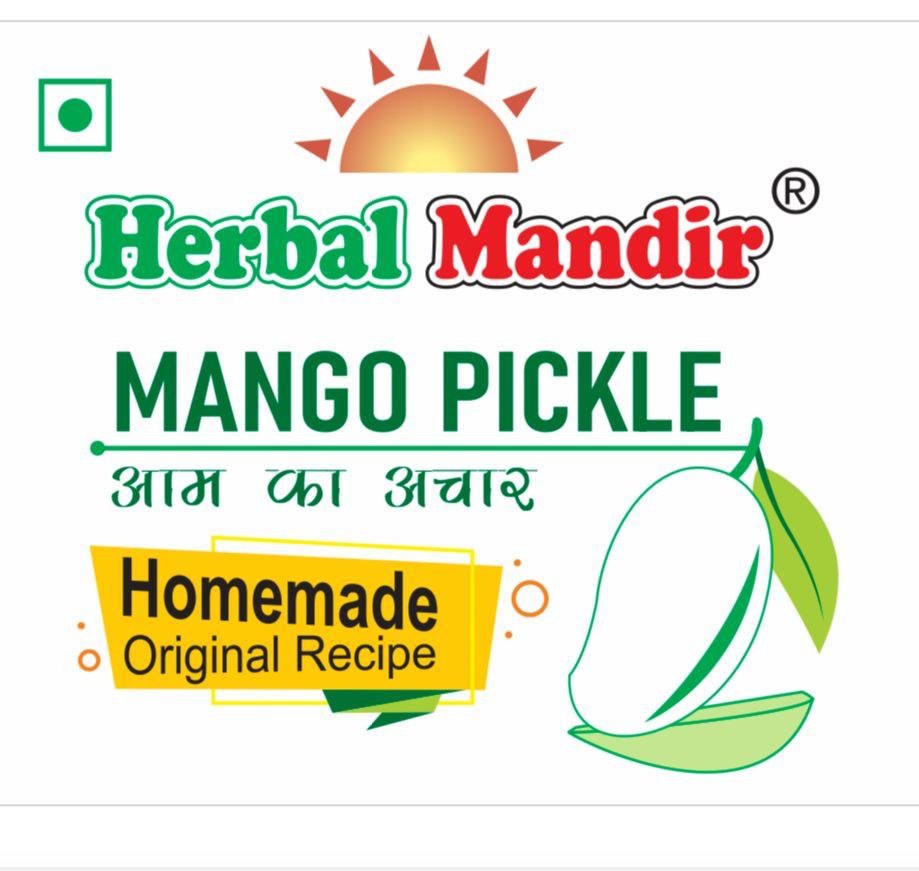 Herbal Mandir ®
MANGO PICKLE
आम का अचार
Homemade
Original Recipe